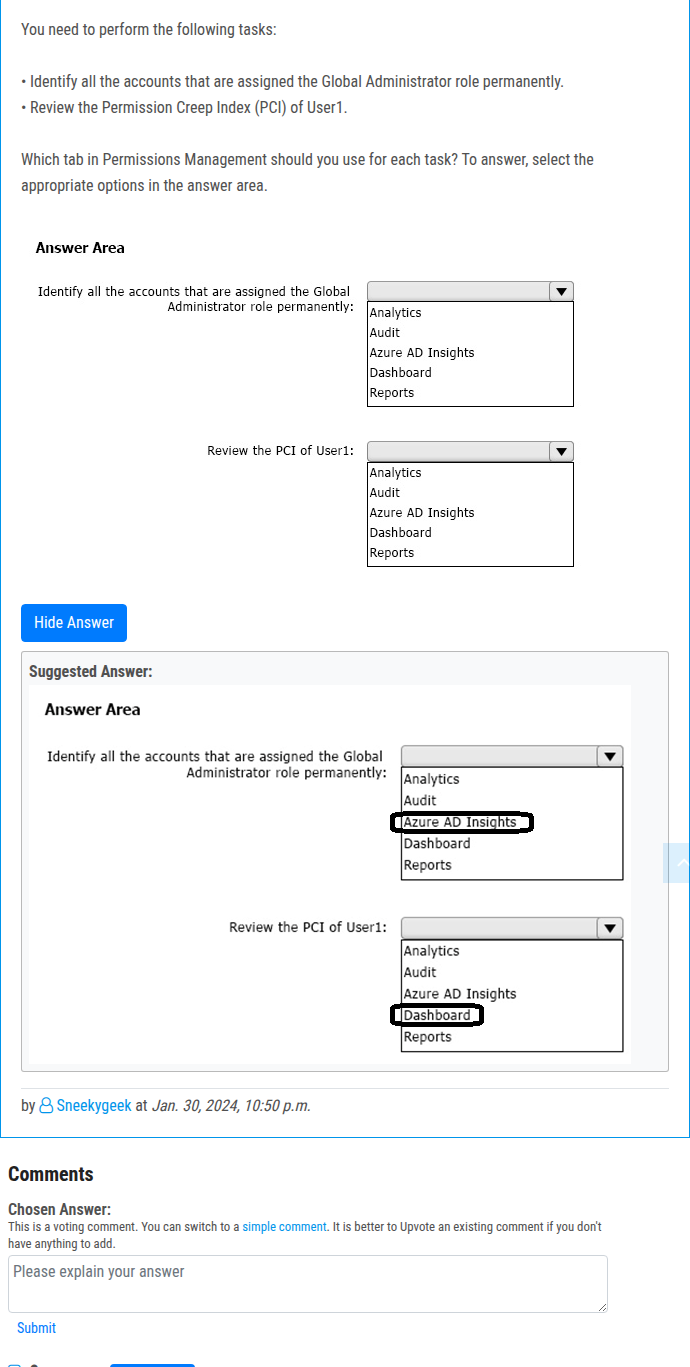 You need to perform the following tasks:
• Identify all the accounts that are assigned the Global Administrator role permanently.
• Review the Permission Creep Index (PCI) of User1.
Which tab in Permissions Management should you use for each task? To answer, select the
appropriate options in the answer area.
Answer Area
Identify all the accounts that are assigned the Global
Administrator role permanently:
Analytics
Audit
Azure AD Insights
Dashboard
Reports
Review the PCI of User1:
Analytics
Audit
Azure AD Insights
Dashboard
Reports
Hide Answer
Suggested Answer:
Answer Area
Identify all the accounts that are assigned the Global
Administrator role permanently:
Analytics
Audit
Azure AD Insights
Dashboard
Reports
Review the PCI of User1:
Analytics
Audit
Azure AD Insights
Dashboard
Reports
by Sneekygeek at Jan. 30, 2024, 10:50 p.m.
Comments
Chosen Answer:
This is a voting comment. You can switch to a simple comment. It is better to Upvote an existing comment if you don't
have anything to add.
Please explain your answer
Submit